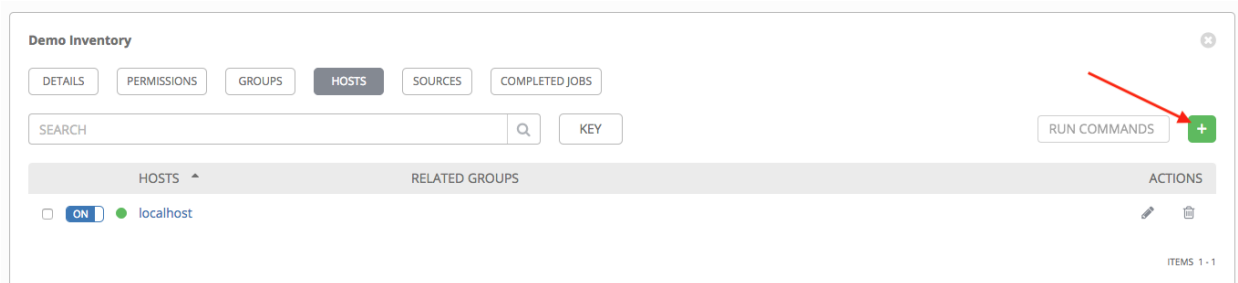 Demo Inventory
DETAILS PERMISSIONS GROUPS HOSTS SOURCES COMPLETED JOBS
SEARCH KEY RUN COMMANDS +
HOSTS RELATED GROUPS ACTIONS
ON localhost
ITEMS 1 - 1